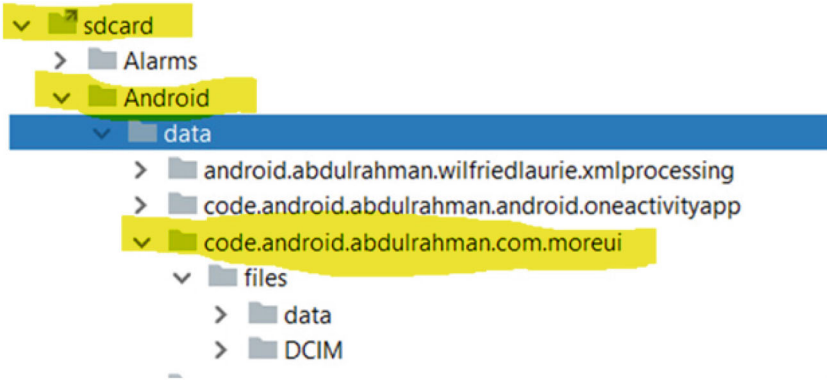 sdcard
Alarms
Android
data
android.abdulrahman.wilfriedlaurie.xmlprocessing
code.android.abdulrahman.android.oneactivityapp
code.android.abdulrahman.com.moreui
files
data
DCIM